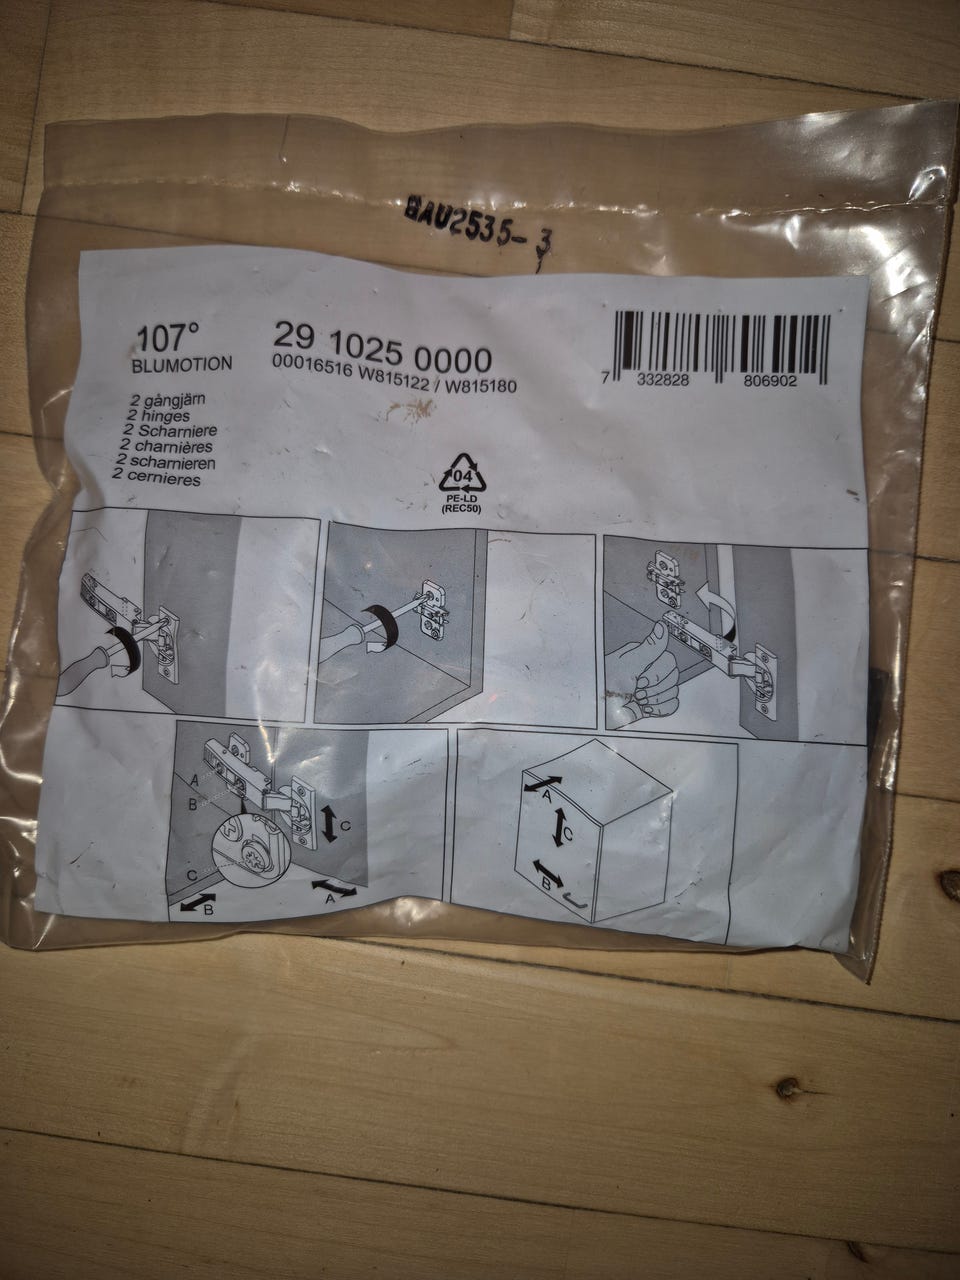 BAU2535-3
107°
BLUMOTION
29 1025 0000
00016516 W815122 / W815180
7 332828 806902
2 gångjärn
2 hinges
2 Scharniere
2 charnières
2 scharnieren
2 cernieres
04
PE-LD
(REC50)
A
B
C
C
B
A
A
C
B